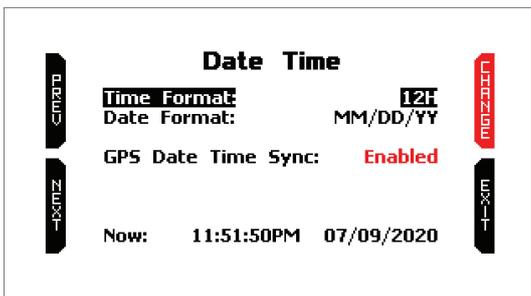 Date Time
PREV
CHANGE
Time Format: 12H
Date Format: MM/DD/YY
GPS Date Time Sync: Enabled
NEXT
EXIT
Now: 11:51:50PM 07/09/2020